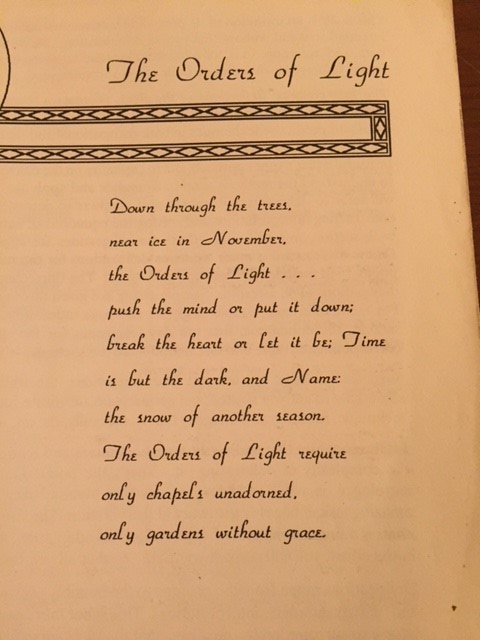 The Orders of Light
Down through the trees,
near ice in November,
the Orders of Light . . .
push the mind or put it down;
break the heart or let it be; Time
is but the dark, and Name:
the snow of another season.
The Orders of Light require
only chapels unadorned,
only gardens without grace.